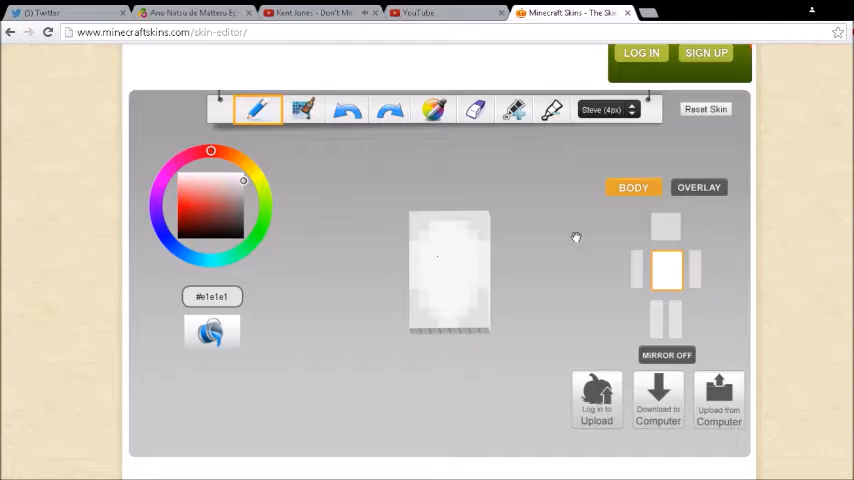 (5) Twitter
Ano Natsu de Matteru Ep
Kent Jones - Don't Mi
YouTube
Minecraft Skins - The Ski
www.minecraftskins.com/skin-editor/
LOG IN
SIGN UP
Steve (4px)
Reset Skin
BODY
OVERLAY
#e1e1e1
MIRROR OFF
Log in to
Upload
Download to
Computer
Upload from
Computer